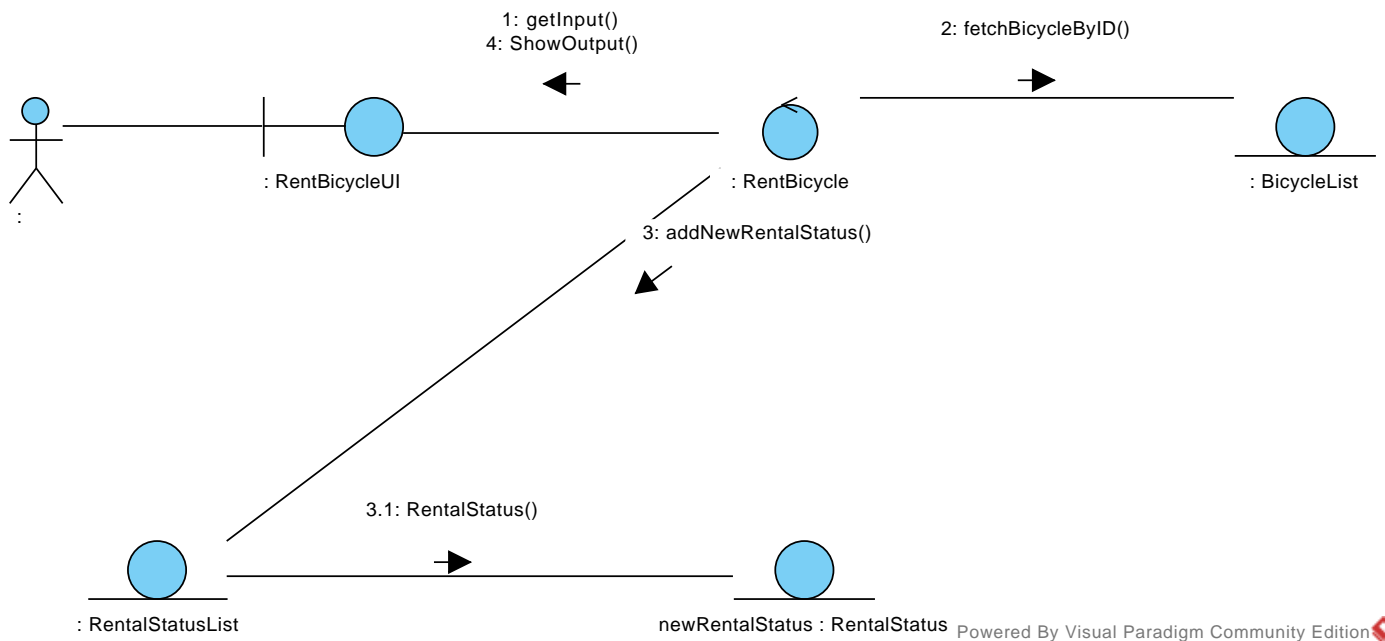 1: getInput()
4: ShowOutput()
2: fetchBicycleByID()
: RentBicycleUI
: RentBicycle
: BicycleList
:
3: addNewRentalStatus()
3.1: RentalStatus()
: RentalStatusList
newRentalStatus : RentalStatus
Powered By Visual Paradigm Community Edition